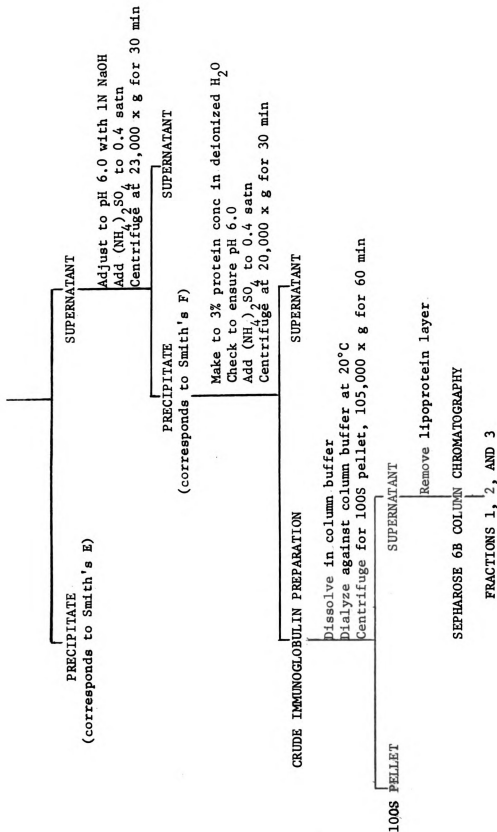 PRECIPITATE
(corresponds to Smith's E)
SUPERNATANT
Adjust to pH 6.0 with 1N NaOH
Add (NH4)2SO4 to 0.4 satn
Centrifuge at 23,000 x g for 30 min
PRECIPITATE
(corresponds to Smith's F)
SUPERNATANT
Make to 3% protein conc in deionized H2O
Check to ensure pH 6.0
Add (NH4)2SO4 to 0.4 satn
Centrifuge at 20,000 x g for 30 min
CRUDE IMMUNOGLOBULIN PREPARATION
SUPERNATANT
Dissolve in column buffer
Dialyze against column buffer at 20°C
Centrifuge for 100S pellet, 105,000 x g for 60 min
100S PELLET
SUPERNATANT
Remove lipoprotein layer
SEPHAROSE 6B COLUMN CHROMATOGRAPHY
FRACTIONS 1, 2, AND 3